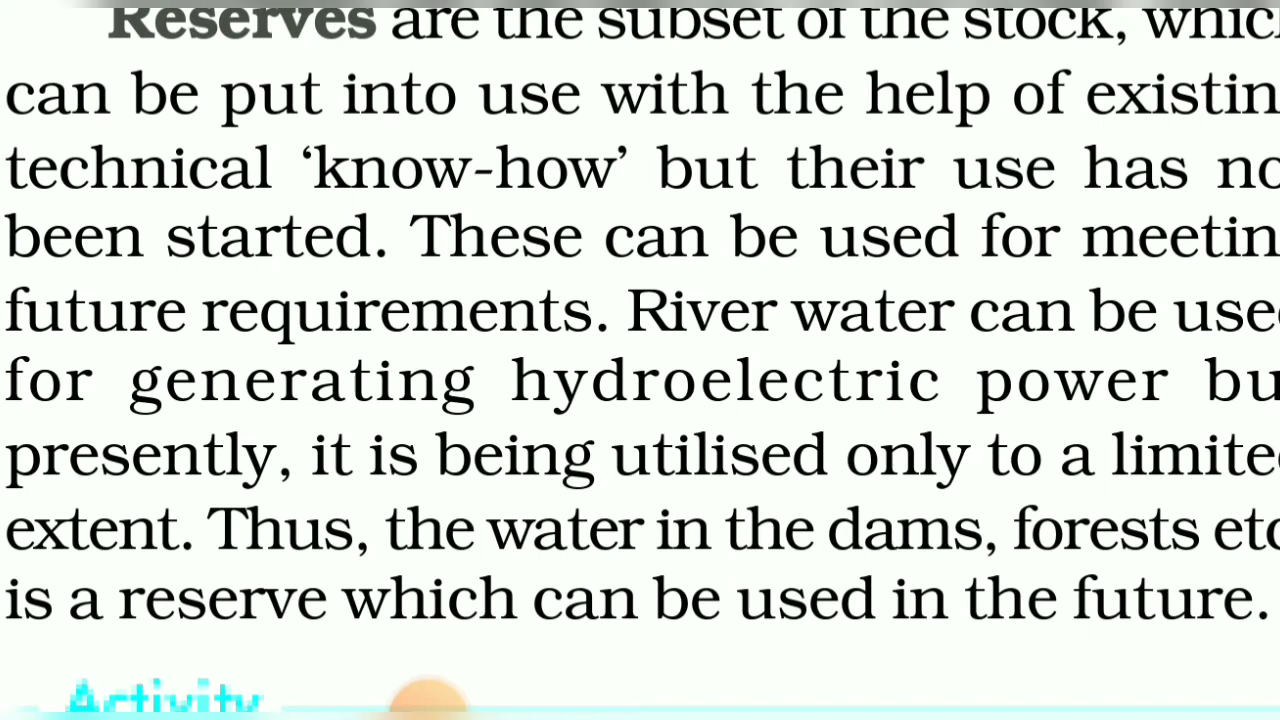 Reserves are the subset of the stock, whic
can be put into use with the help of existin
technical ‘know-how’ but their use has no
been started. These can be used for meetin
future requirements. River water can be use
for generating hydroelectric power bu
presently, it is being utilised only to a limite
extent. Thus, the water in the dams, forests etc
is a reserve which can be used in the future.
Activity